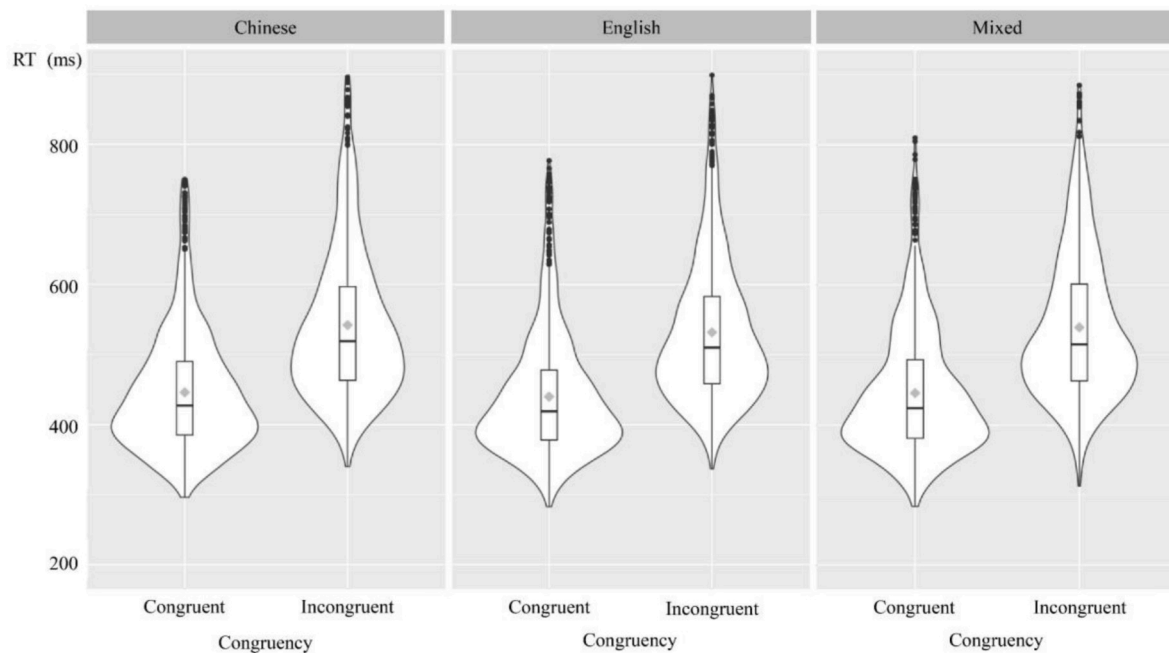 Chinese English Mixed
RT (ms)
800
600
400
200
Congruent Incongruent Congruent Incongruent Congruent Incongruent
Congruency Congruency Congruency